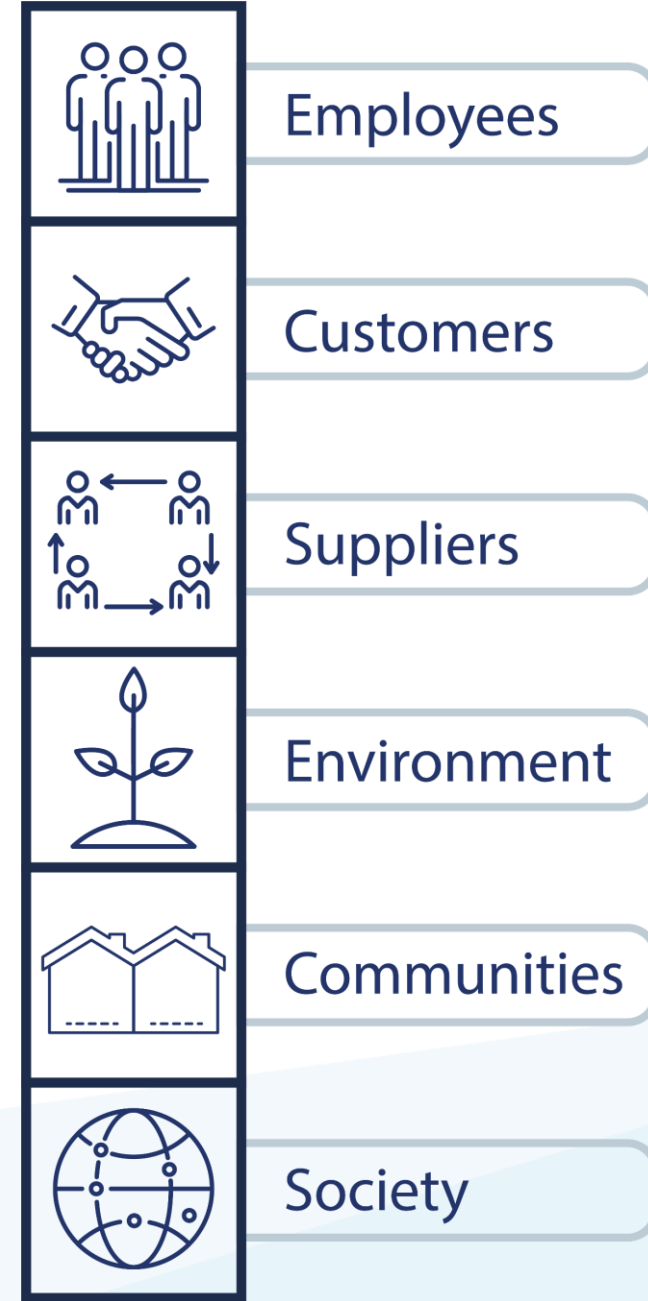 Employees
Customers
Suppliers
Environment
Communities
Society